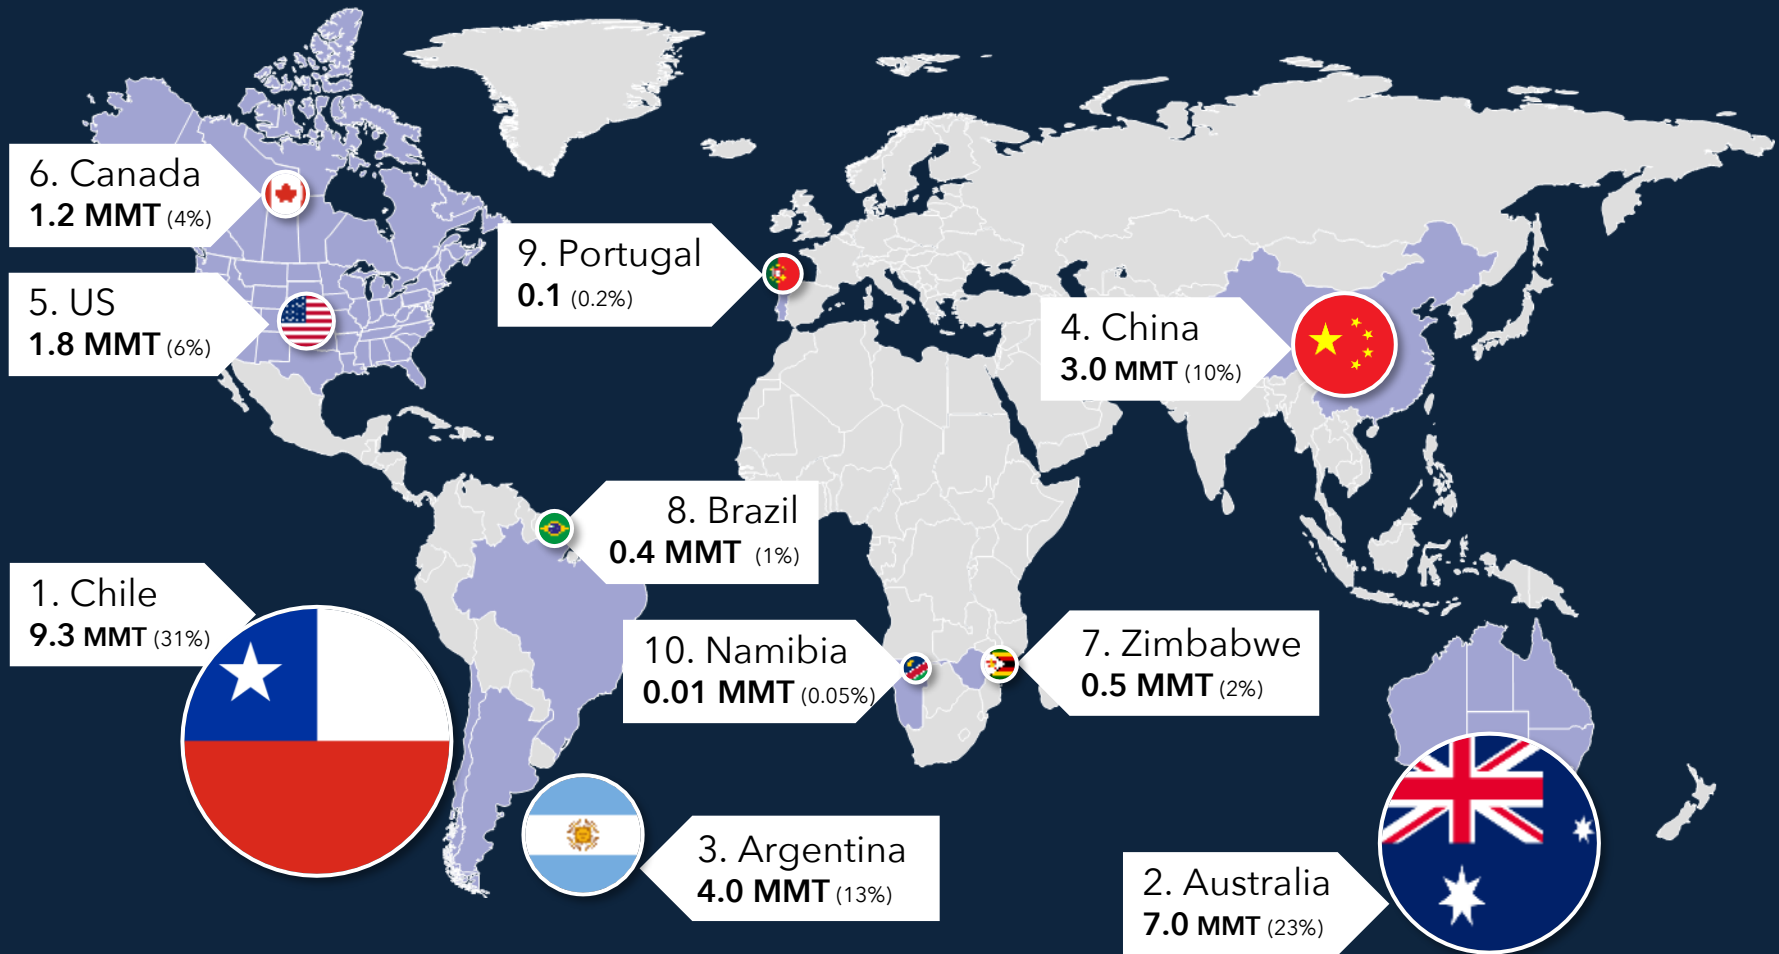 6. Canada
1.2 MMT (4%)
5. US
1.8 MMT (6%)
9. Portugal
0.1 (0.2%)
4. China
3.0 MMT (10%)
8. Brazil
0.4 MMT (1%)
1. Chile
9.3 MMT (31%)
10. Namibia
0.01 MMT (0.05%)
7. Zimbabwe
0.5 MMT (2%)
3. Argentina
4.0 MMT (13%)
2. Australia
7.0 MMT (23%)